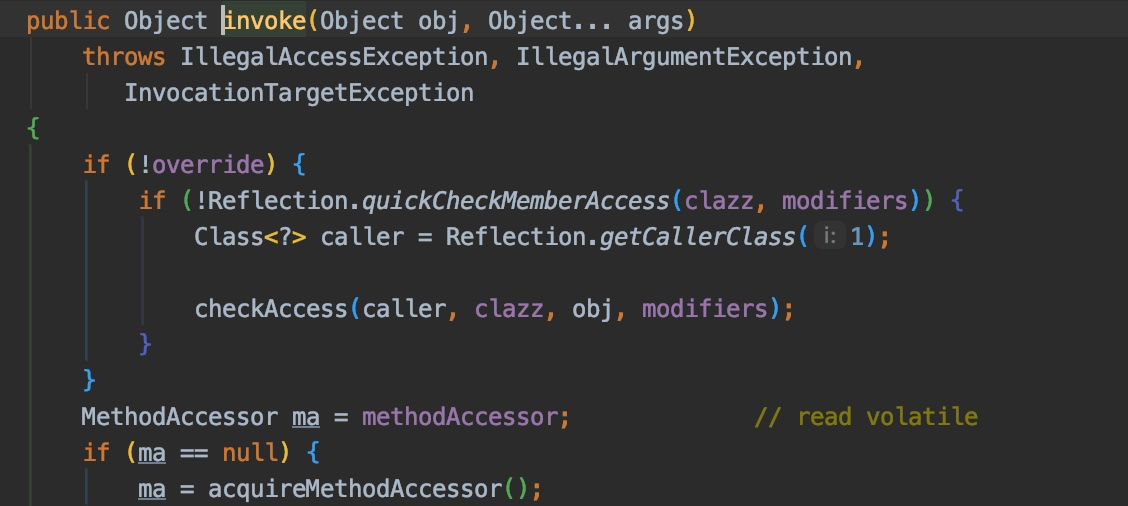 public Object invoke(Object obj, Object... args)
throws IllegalAccessException, IllegalArgumentException,
InvocationTargetException
{
if (!override) {
if (!Reflection.quickCheckMemberAccess(clazz, modifiers)) {
Class<?> caller = Reflection.getCallerClass( i: 1);
checkAccess(caller, clazz, obj, modifiers);
}
}
MethodAccessor ma = methodAccessor; // read volatile
if (ma == null) {
ma = acquireMethodAccessor();